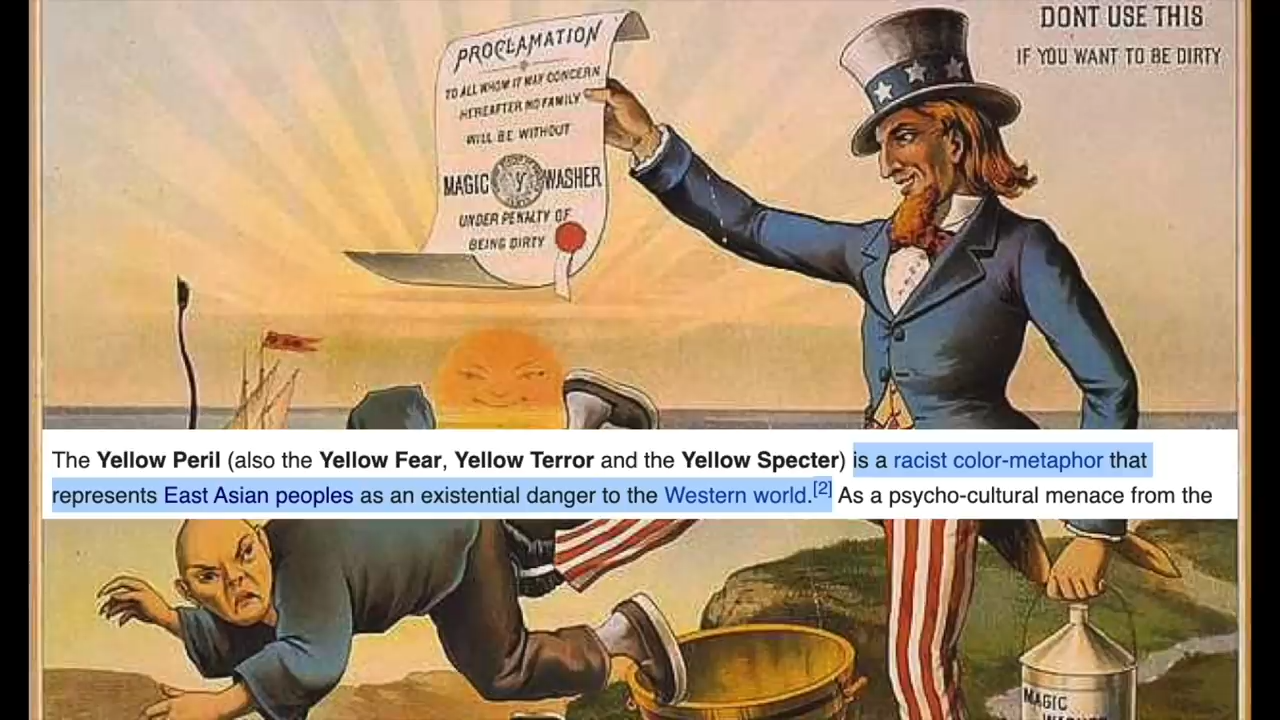 DONT USE THIS
IF YOU WANT TO BE DIRTY
PROCLAMATION
TO ALL WHOM IT MAY CONCERN
HEREAFTER NO FAMILY
WILL BE WITHOUT
MAGIC WASHER
UNDER PENALTY OF
BEING DIRTY
The Yellow Peril (also the Yellow Fear, Yellow Terror and the Yellow Specter) is a racist color-metaphor that
represents East Asian peoples as an existential danger to the Western world.[2] As a psycho-cultural menace from the
MAGIC